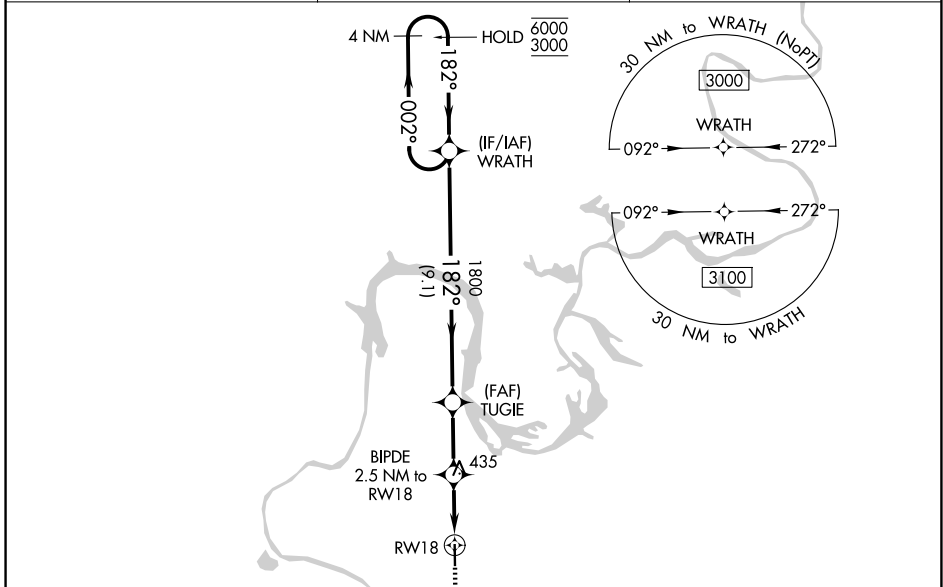 4 NM
HOLD
6000
3000
182°
002°
(IF/IAF)
WRATH
1800
182°
(9.1)
(FAF)
TUGIE
BIPDE
2.5 NM to
RW18
435
RW18
30 NM to WRATH (NoPT)
3000
WRATH
092°
272°
092°
272°
WRATH
3100
30 NM to WRATH